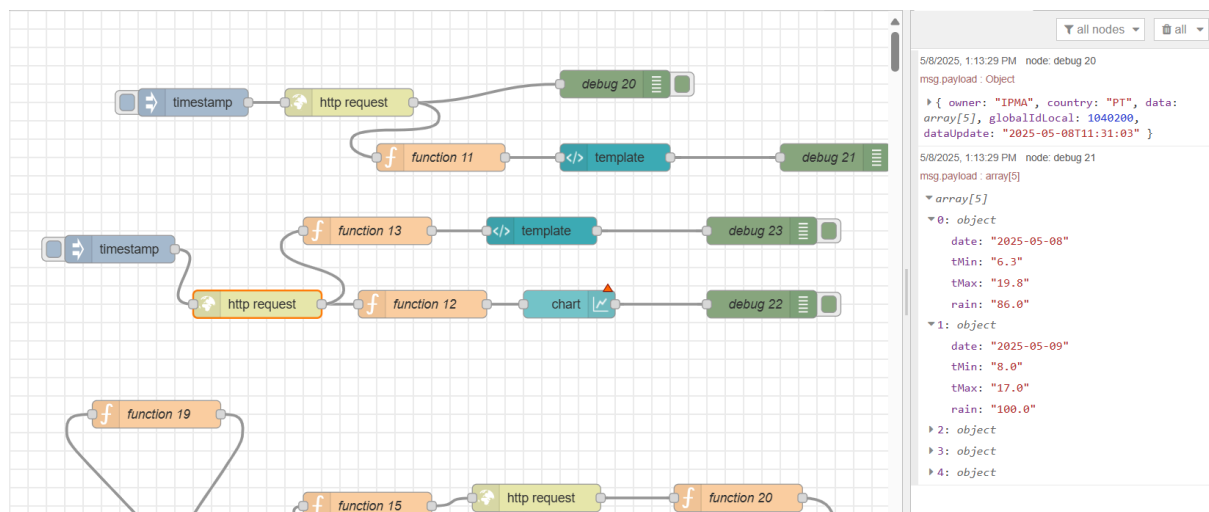 timestamp
http request
debug 20
function 11
template
debug 21
function 13
template
debug 23
timestamp
http request
function 12
chart
debug 22
function 19
function 15
http request
function 20
all nodes
all
5/8/2025, 1:13:29 PM node: debug 20
msg.payload : Object
{ owner: "IPMA", country: "PT", data:
array[5], globalIdLocal: 1040200,
dataUpdate: "2025-05-08T11:31:03" }
5/8/2025, 1:13:29 PM node: debug 21
msg.payload : array[5]
array[5]
0: object
date: "2025-05-08"
tMin: "6.3"
tMax: "19.8"
rain: "86.0"
1: object
date: "2025-05-09"
tMin: "8.0"
tMax: "17.0"
rain: "100.0"
2: object
3: object
4: object